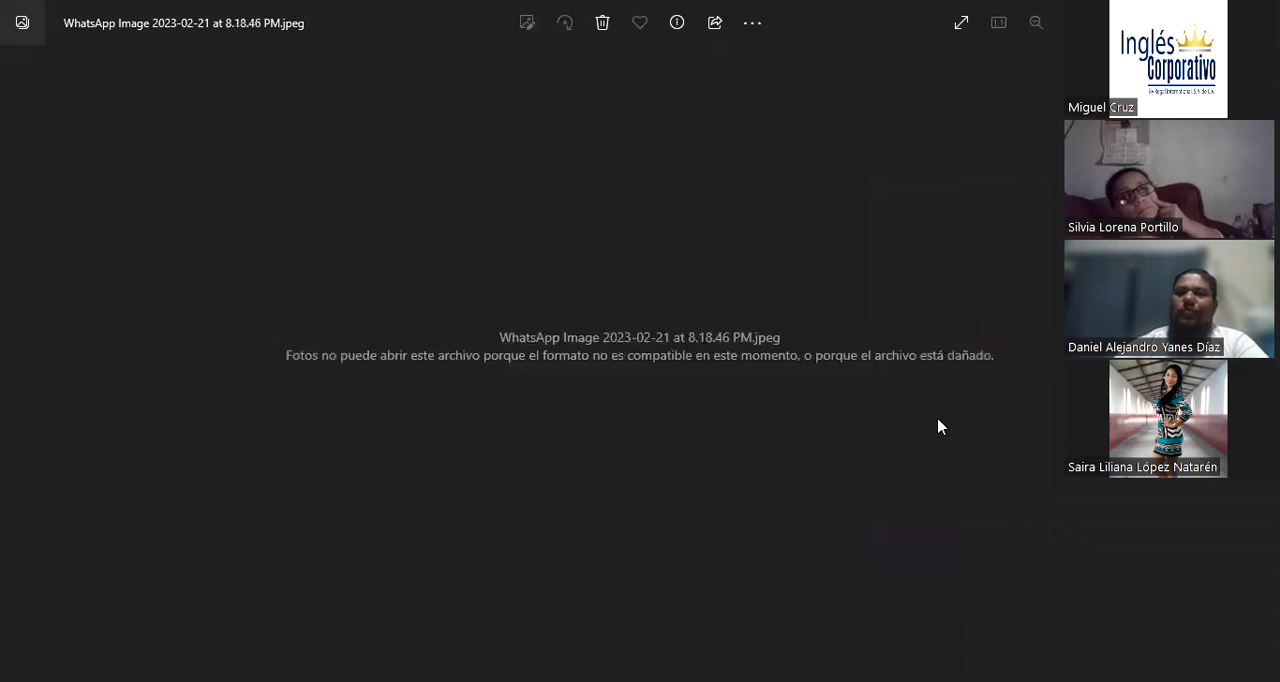 WhatsApp Image 2023-02-21 at 8.18.46 PM.jpeg
Inglés
Corporativo
Miguel Cruz
Silvia Lorena Portillo
WhatsApp Image 2023-02-21 at 8.18.46 PM.jpeg
Fotos no puede abrir este archivo porque el formato no es compatible en este momento, o porque el archivo está dañado.
Daniel Alejandro Yanes Díaz
Saira Liliana López Natarén